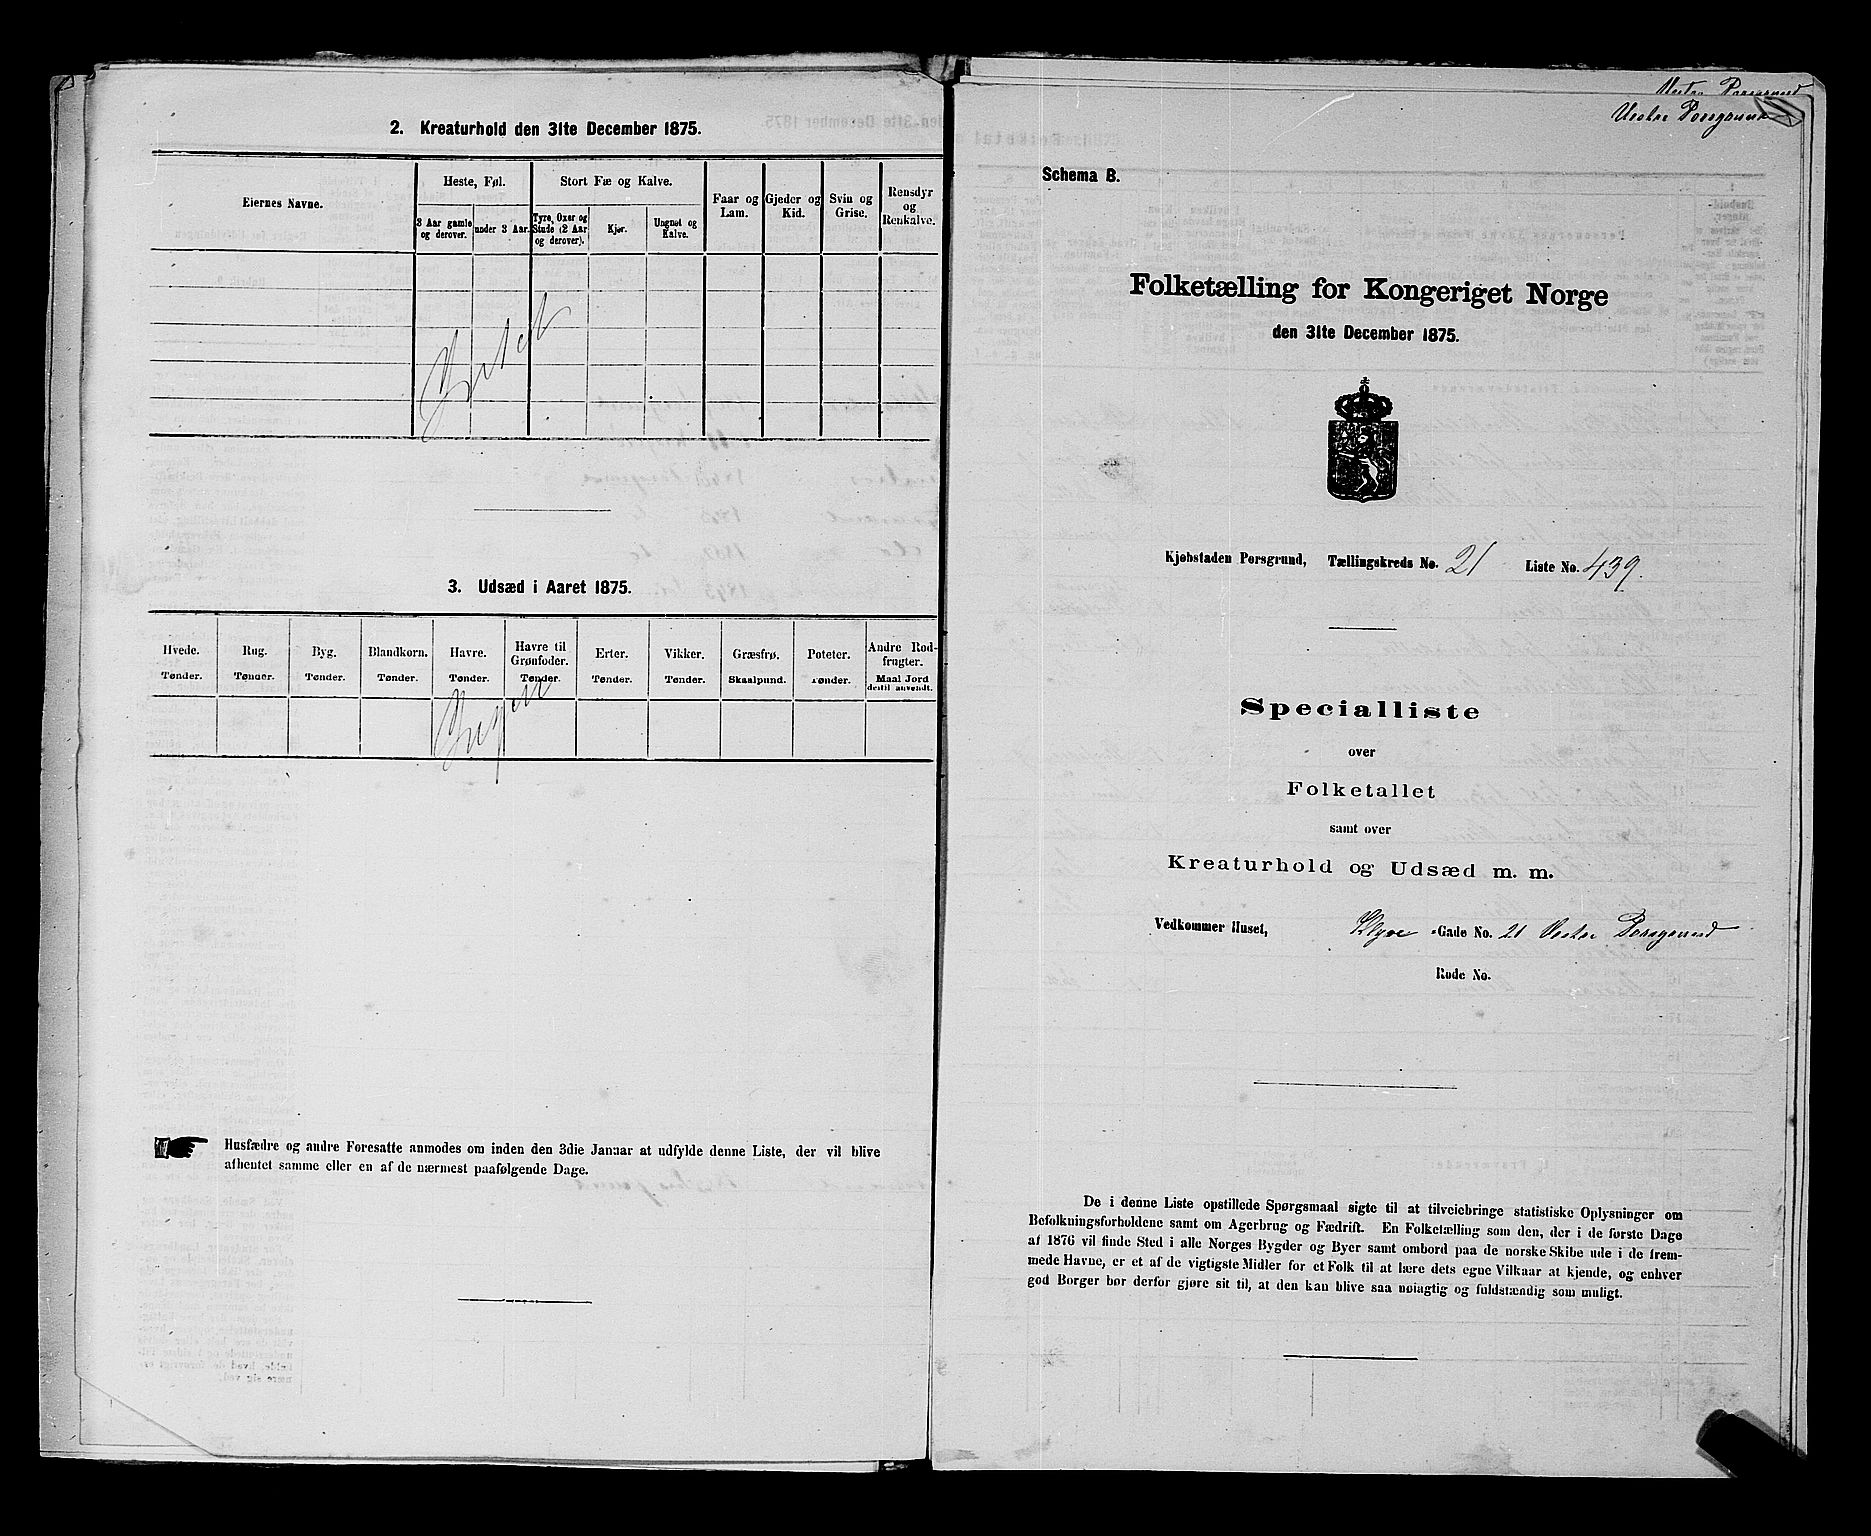 2. Kreaturhold den 31te December 1875.
Eiernes Navne.
Heste, Føl.
Stort Fæ og Kalve.
Faar og Lam.
Gjeder og Kid.
Svin og Grise.
Rensdyr og Renkalve.
3 Aar gamle og derover.
under 3 Aar.
Tyre, Oxer og Stude (2 Aar og derover).
Kjør.
Ungnøt og Kalve.
Intet
3. Udsæd i Aaret 1875.
Hvede. Rug. Byg. Blandkorn. Havre. Havre til Grønfoder. Erter. Vikker. Græsfrø. Poteter. Andre Rodfrugter.
Tønder. Tønder. Tønder. Tønder. Tønder. Tønder. Tønder. Tønder. Skaalpund. Tønder. Maal Jord dertil anvendt.
Ingen
Husfædre og andre Foresatte anmodes om inden den 3die Januar at udfylde denne Liste, der vil blive
afhentet samme eller en af de nærmest paafølgende Dage.
Vestre Porsgrund
Vestre Porsgrund
Schema B.
Folketælling for Kongeriget Norge
den 31te December 1875.
Kjøbstaden Porsgrund, Tællingskreds No. 21 Liste No. 439.
Specialliste
over
Folketallet
samt over
Kreaturhold og Udsæd m. m.
Vedkommer Huset, Klyve -Gade No. 21 Vestre Porsgrund
Rode No.
De i denne Liste opstillede Spørgsmaal sigte til at tilveiebringe statistiske Oplysninger om
Befolkningsforholdene samt om Agerbrug og Fædrift. En Folketælling som den, der i de første Dage
af 1876 vil finde Sted i alle Norges Bygder og Byer samt ombord paa de norske Skibe ude i de frem-
mede Havne, er et af de vigtigste Midler for et Folk til at lære dets egne Vilkaar at kjende, og enhver
god Borger bør derfor gjøre sit til, at den kan blive saa nøiagtig og fuldstændig som muligt.